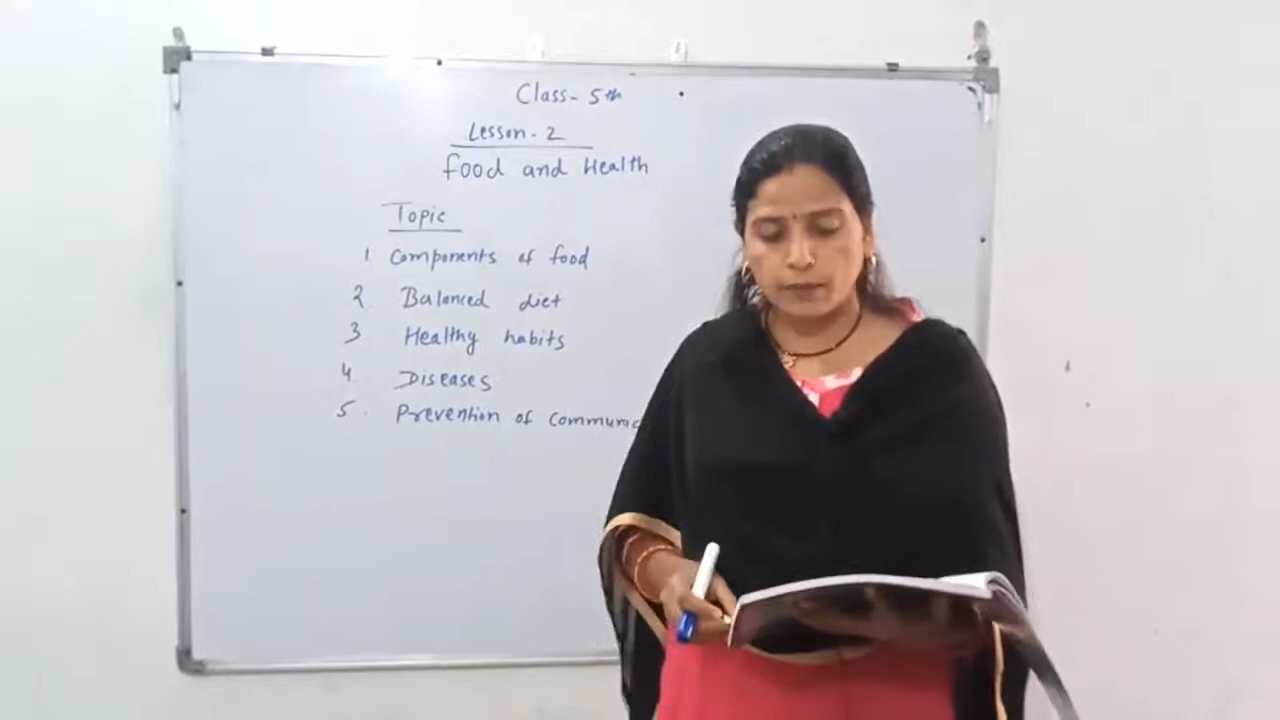 Class - 5th
Lesson - 2
food and Health
Topic
1 Components of food
2 Balanced diet
3 Healthy habits
4 Diseases
5. Prevention of